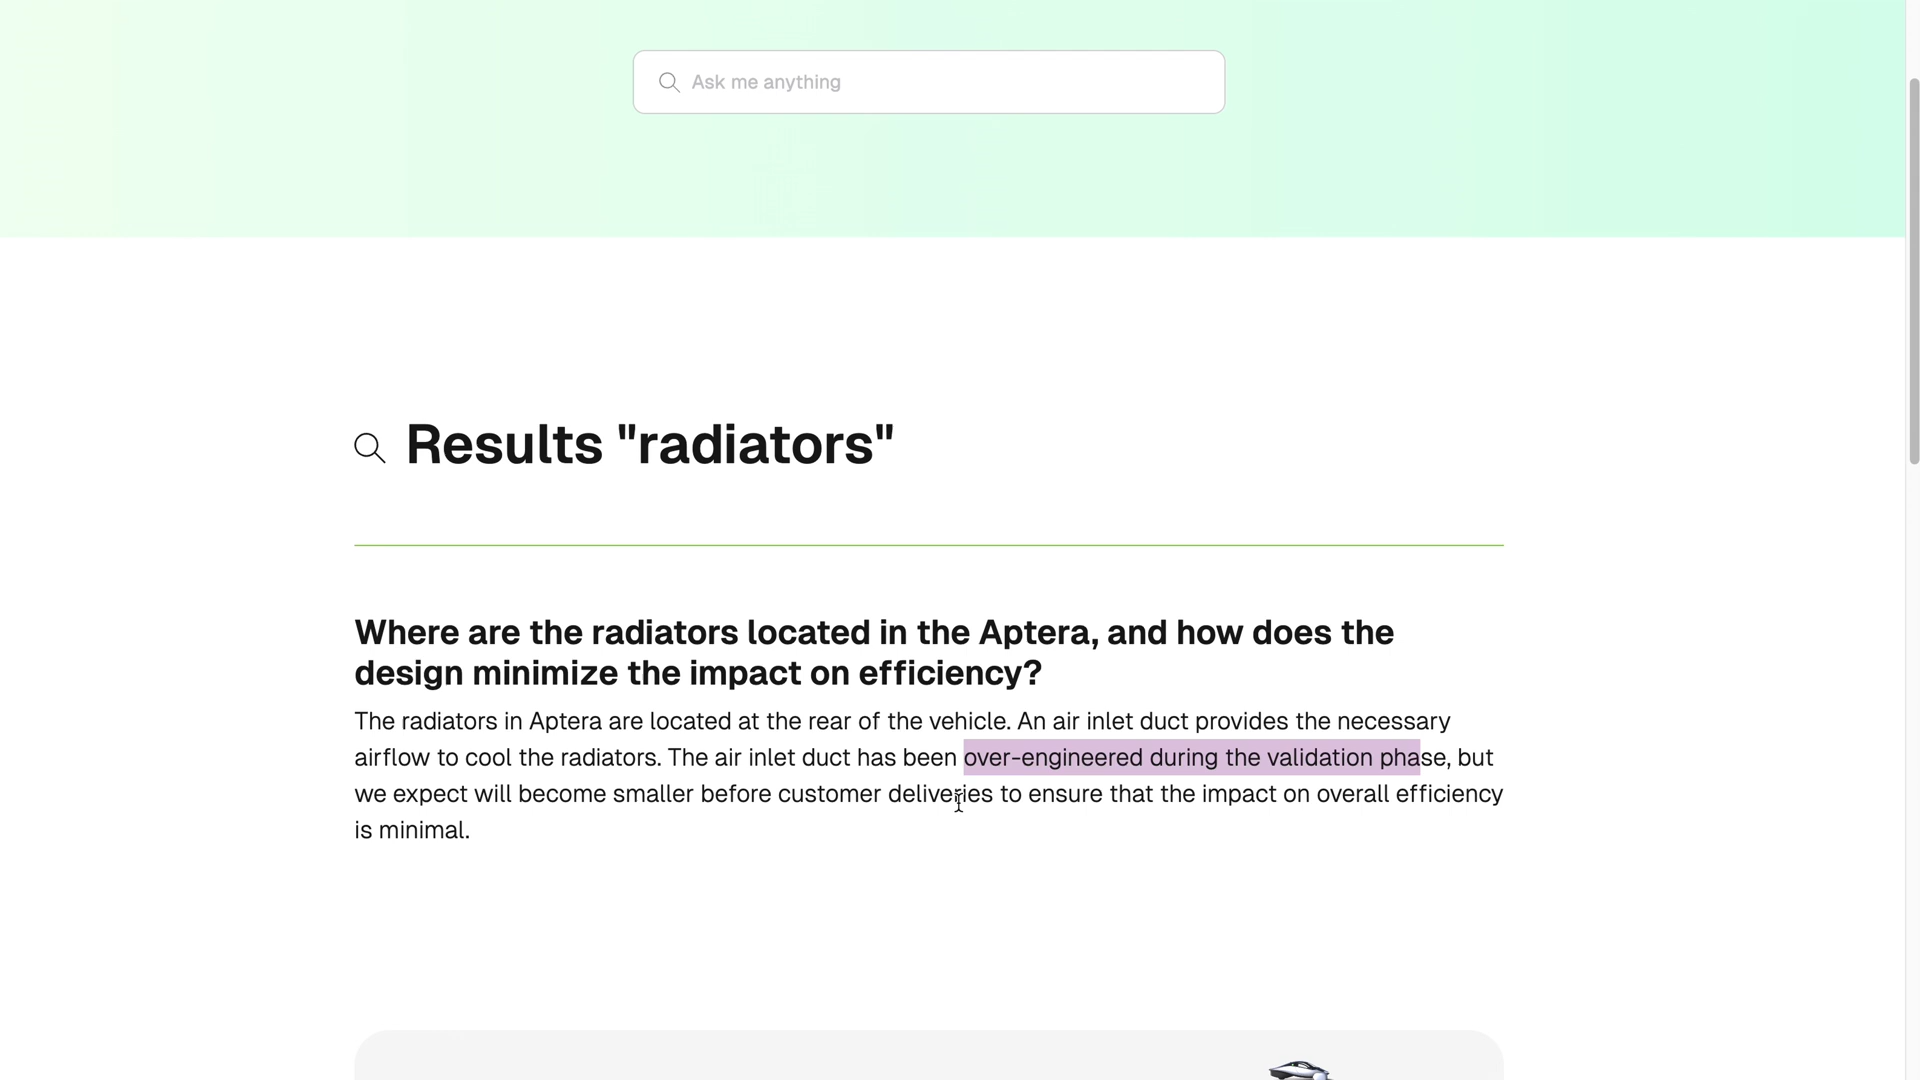 Ask me anything
Results "radiators"
Where are the radiators located in the Aptera, and how does the
design minimize the impact on efficiency?
The radiators in Aptera are located at the rear of the vehicle. An air inlet duct provides the necessary
airflow to cool the radiators. The air inlet duct has been over-engineered during the validation phase, but
we expect will become smaller before customer deliveries to ensure that the impact on overall efficiency
is minimal.